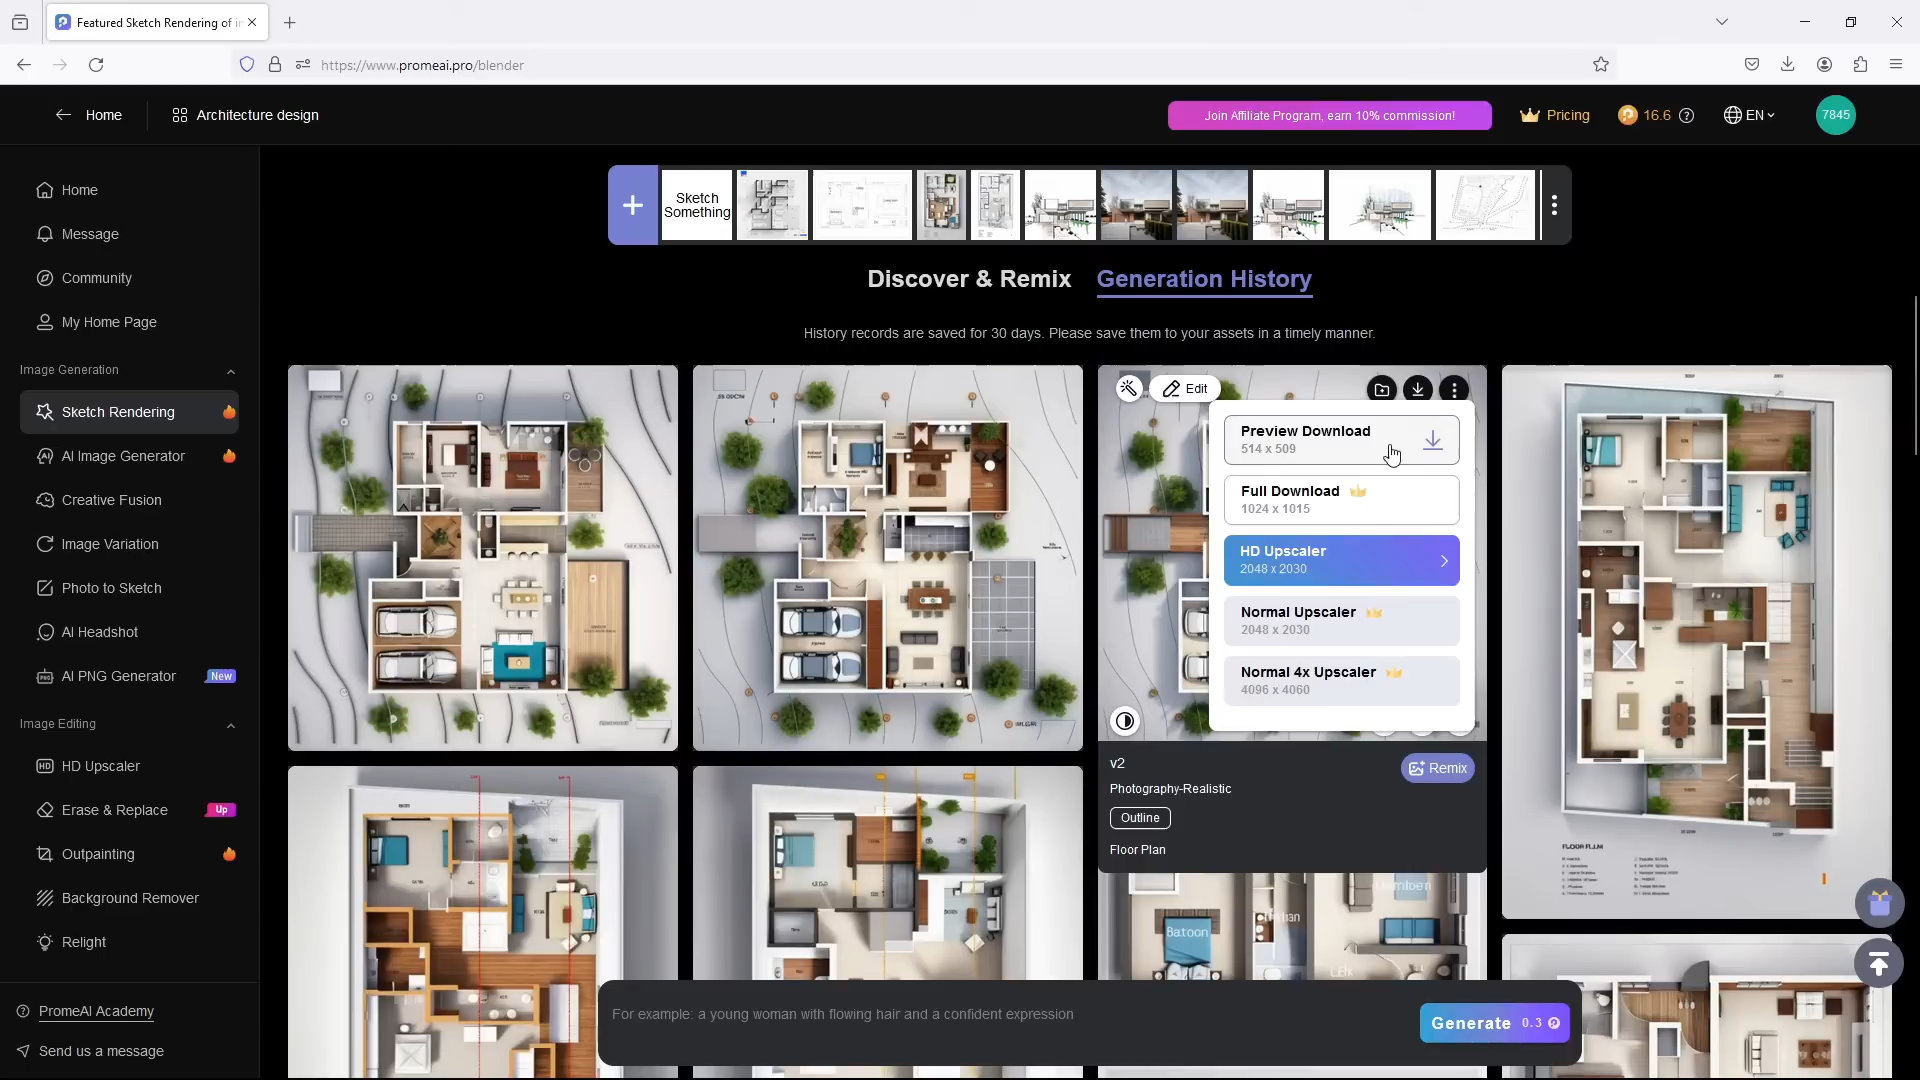 Featured Sketch Rendering of in
https://www.promeai.pro/blender
Home
Architecture design
Join Affiliate Program, earn 10% commission!
Pricing
16.6
EN
7845
Home
Message
Community
My Home Page
Image Generation
Sketch Rendering
AI Image Generator
Creative Fusion
Image Variation
Photo to Sketch
AI Headshot
AI PNG Generator
New
Image Editing
HD Upscaler
Erase & Replace
Up
Outpainting
Background Remover
Relight
PromeAI Academy
Send us a message
Sketch
Something
Discover & Remix
Generation History
History records are saved for 30 days. Please save them to your assets in a timely manner.
Edit
Preview Download
514 x 509
Full Download
1024 x 1015
HD Upscaler
2048 x 2030
Normal Upscaler
2048 x 2030
Normal 4x Upscaler
4096 x 4060
v2
Remix
Photography-Realistic
Outline
Floor Plan
Batoon
For example: a young woman with flowing hair and a confident expression
Generate 0.3